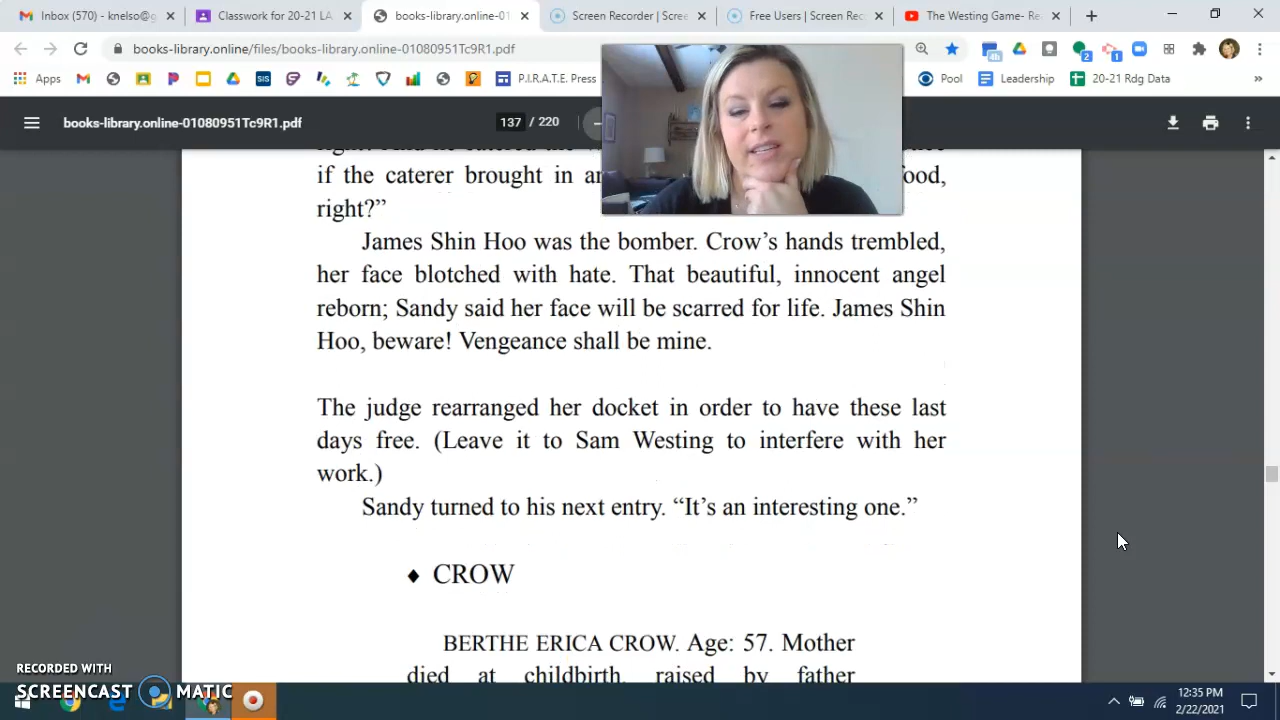 Inbox (570) - knelso@g
Classwork for 20-21 LA
books-library.online-01
Screen Recorder | Scree
Free Users | Screen Rec
The Westing Game- Re
books-library.online/files/books-library.online-01080951Tc9R1.pdf
Apps
SIS
P.I.R.A.T.E. Press
Pool
Leadership
20-21 Rdg Data
»
books-library.online-01080951Tc9R1.pdf
137 / 220
if the caterer brought in an
food,
right?”
James Shin Hoo was the bomber. Crow’s hands trembled,
her face blotched with hate. That beautiful, innocent angel
reborn; Sandy said her face will be scarred for life. James Shin
Hoo, beware! Vengeance shall be mine.
The judge rearranged her docket in order to have these last
days free. (Leave it to Sam Westing to interfere with her
work.)
Sandy turned to his next entry. “It’s an interesting one.”
♦ CROW
BERTHE ERICA CROW. Age: 57. Mother
died at childbirth, raised by father
RECORDED WITH
SCREENCAST MATIC
12:35 PM
2/22/2021